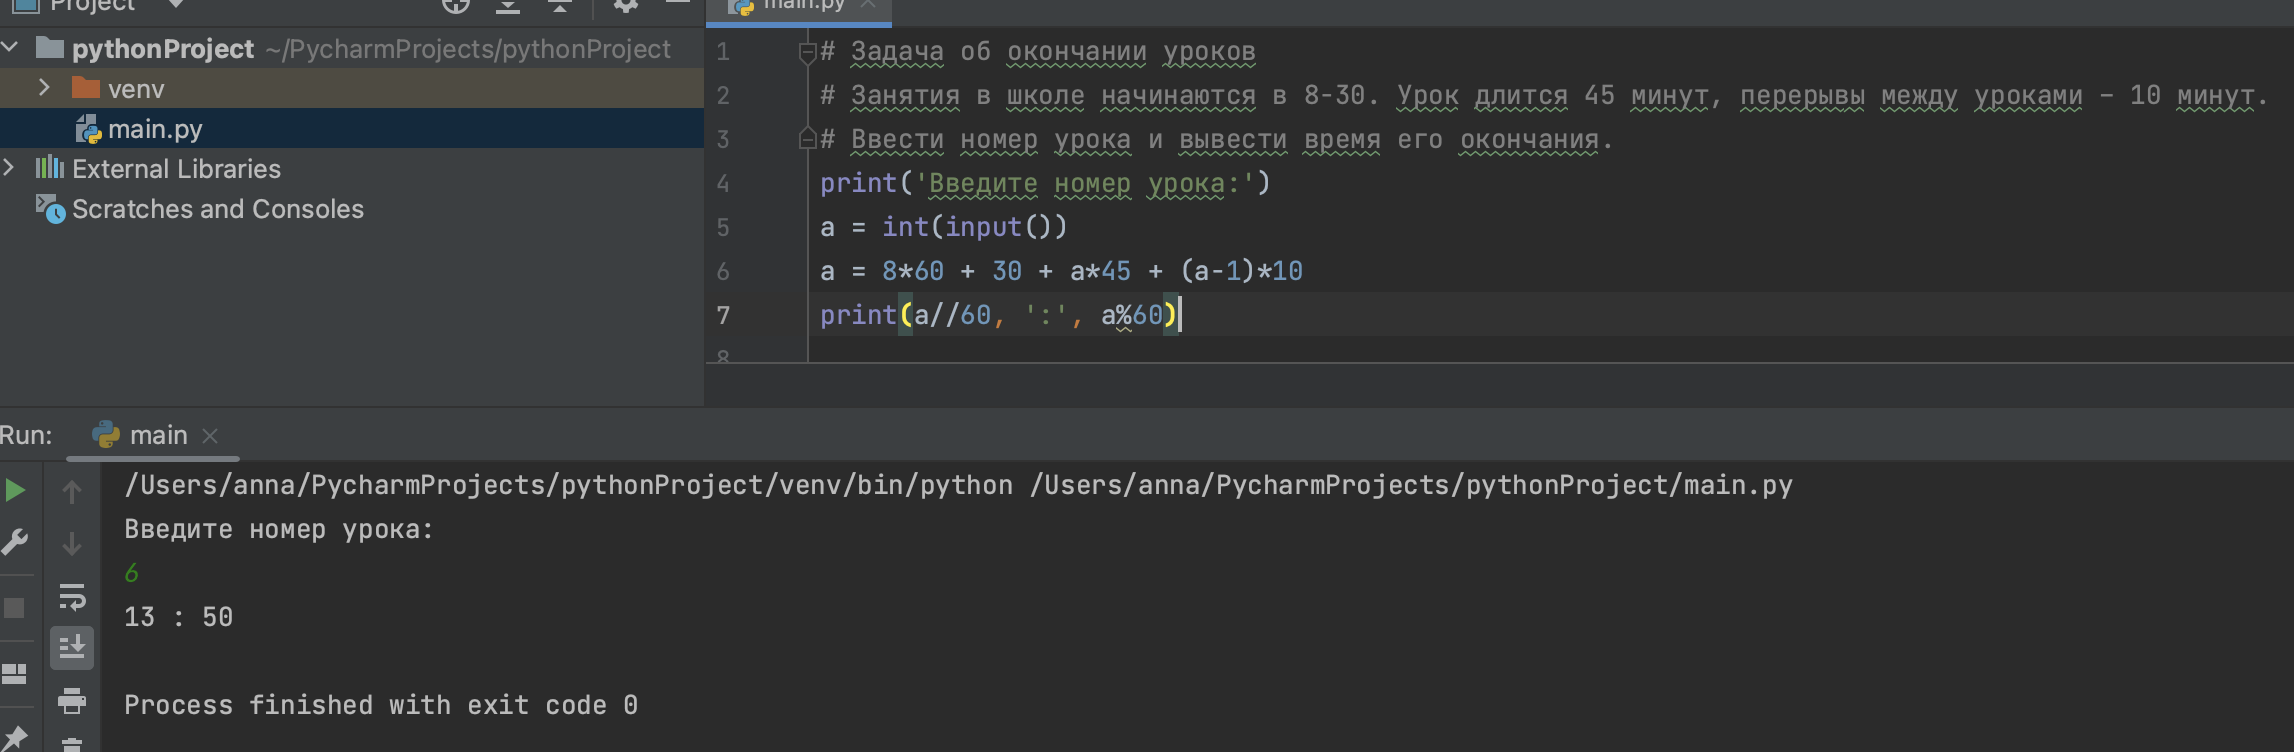 Project
main.py
pythonProject ~/PycharmProjects/pythonProject
venv
main.py
External Libraries
Scratches and Consoles
1 # Задача об окончании уроков
2 # Занятия в школе начинаются в 8-30. Урок длится 45 минут, перерывы между уроками – 10 минут.
3 # Ввести номер урока и вывести время его окончания.
4 print('Введите номер урока:')
5 a = int(input())
6 a = 8*60 + 30 + a*45 + (a-1)*10
7 print(a//60, ':', a%60)
8
Run: main
/Users/anna/PycharmProjects/pythonProject/venv/bin/python /Users/anna/PycharmProjects/pythonProject/main.py
Введите номер урока:
6
13 : 50
Process finished with exit code 0